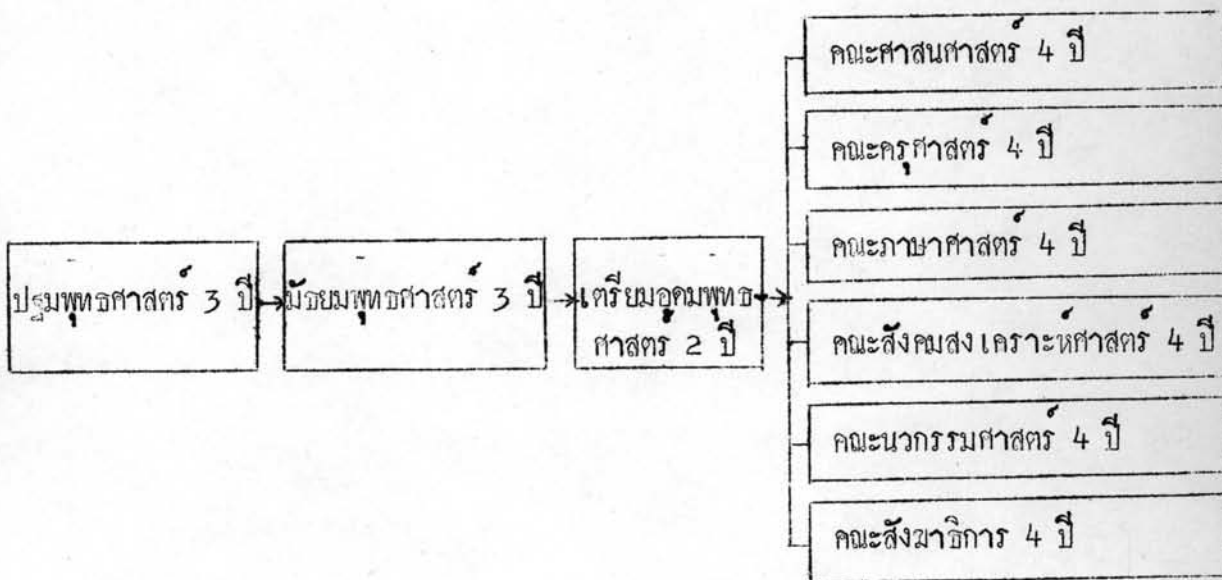 ปฐมพุทธศาสตร์ 3 ปี
มัธยมพุทธศาสตร์ 3 ปี
เตรียมอุดมพุทธ
ศาสตร์ 2 ปี
คณะศาสนศาสตร์ 4 ปี
คณะครุศาสตร์ 4 ปี
คณะภาษาศาสตร์ 4 ปี
คณะสังคมสงเคราะห์ศาสตร์ 4 ปี
คณะนวกรรมศาสตร์ 4 ปี
คณะสังฆาธิการ 4 ปี